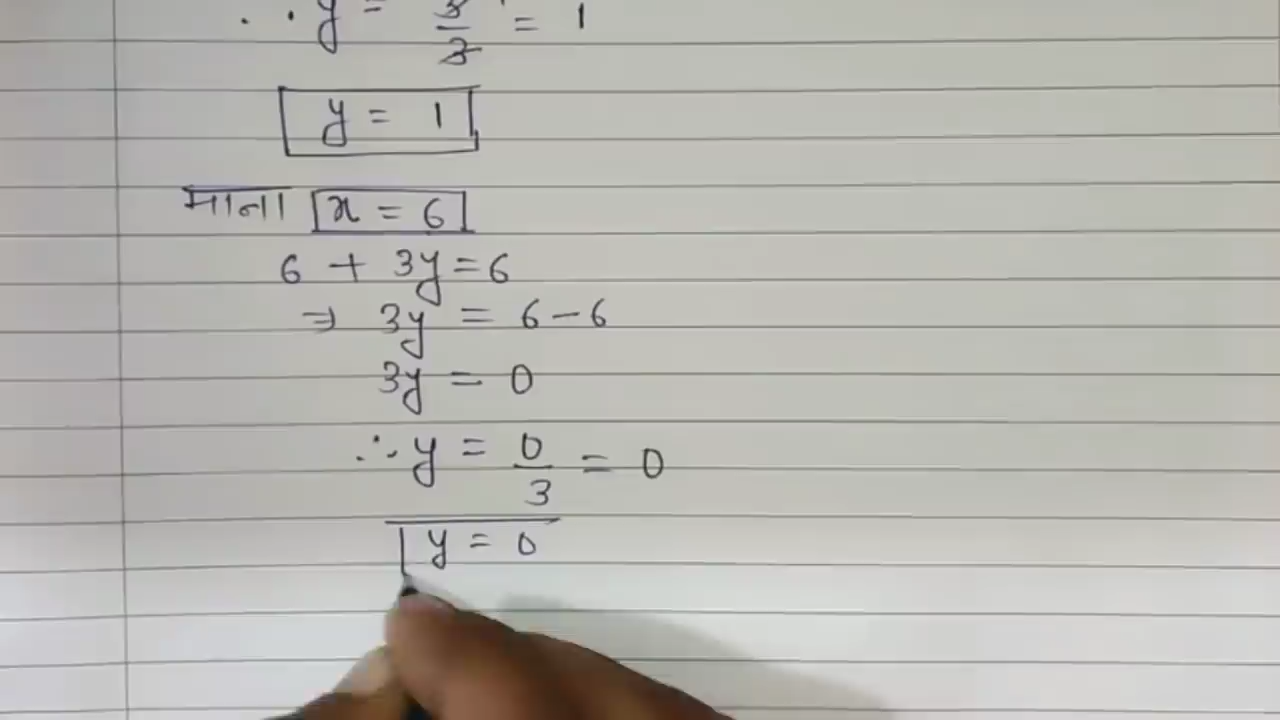 ∴ y = 3/3 = 1
y = 1
माना x = 6
6 + 3y = 6
⇒ 3y = 6 - 6
3y = 0
∴ y = 0/3 = 0
y = 0